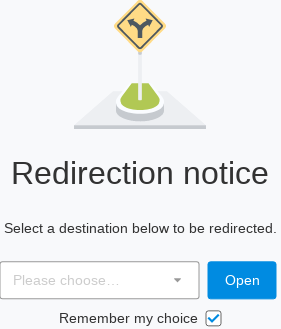 Redirection notice
Select a destination below to be redirected.
Please choose...
Open
Remember my choice